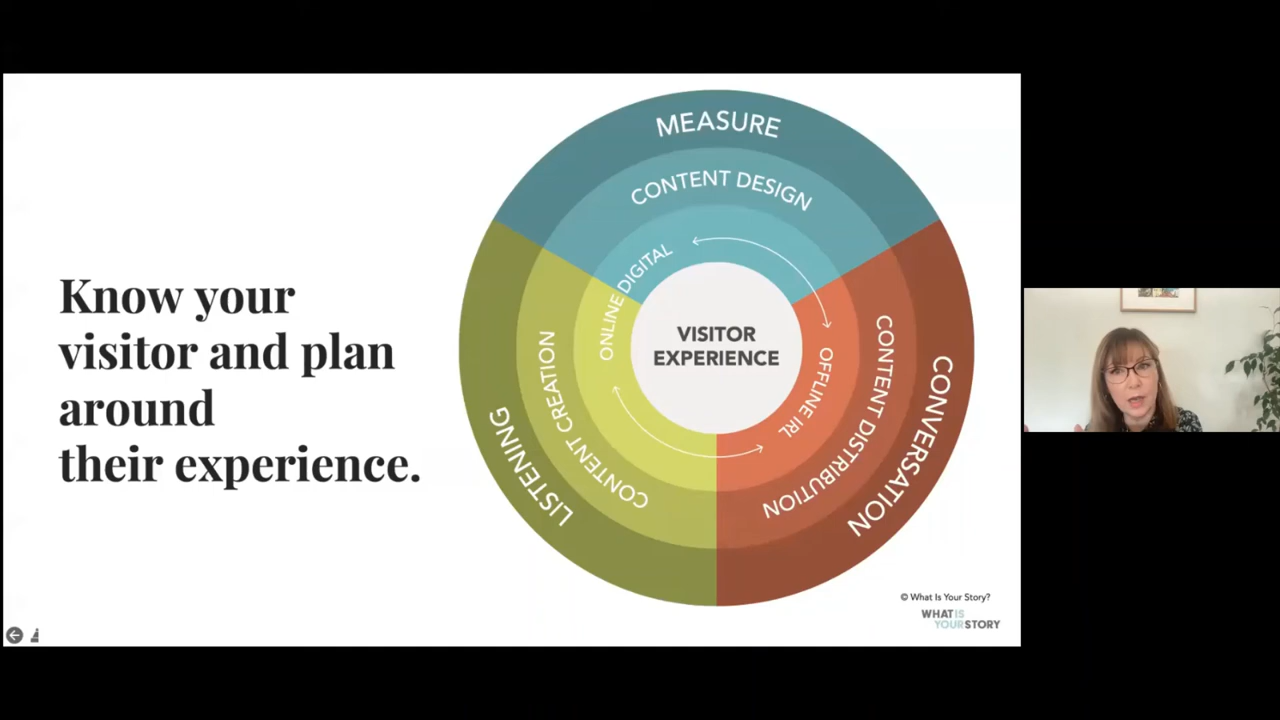 Know your
visitor and plan
around
their experience.
MEASURE
CONTENT DESIGN
ONLINE DIGITAL
VISITOR
EXPERIENCE
OFFLINE IRL
CONTENT CREATION
CONTENT DISTRIBUTION
LISTENING
CONVERSATION
© What Is Your Story?
WHAT IS
YOUR STORY